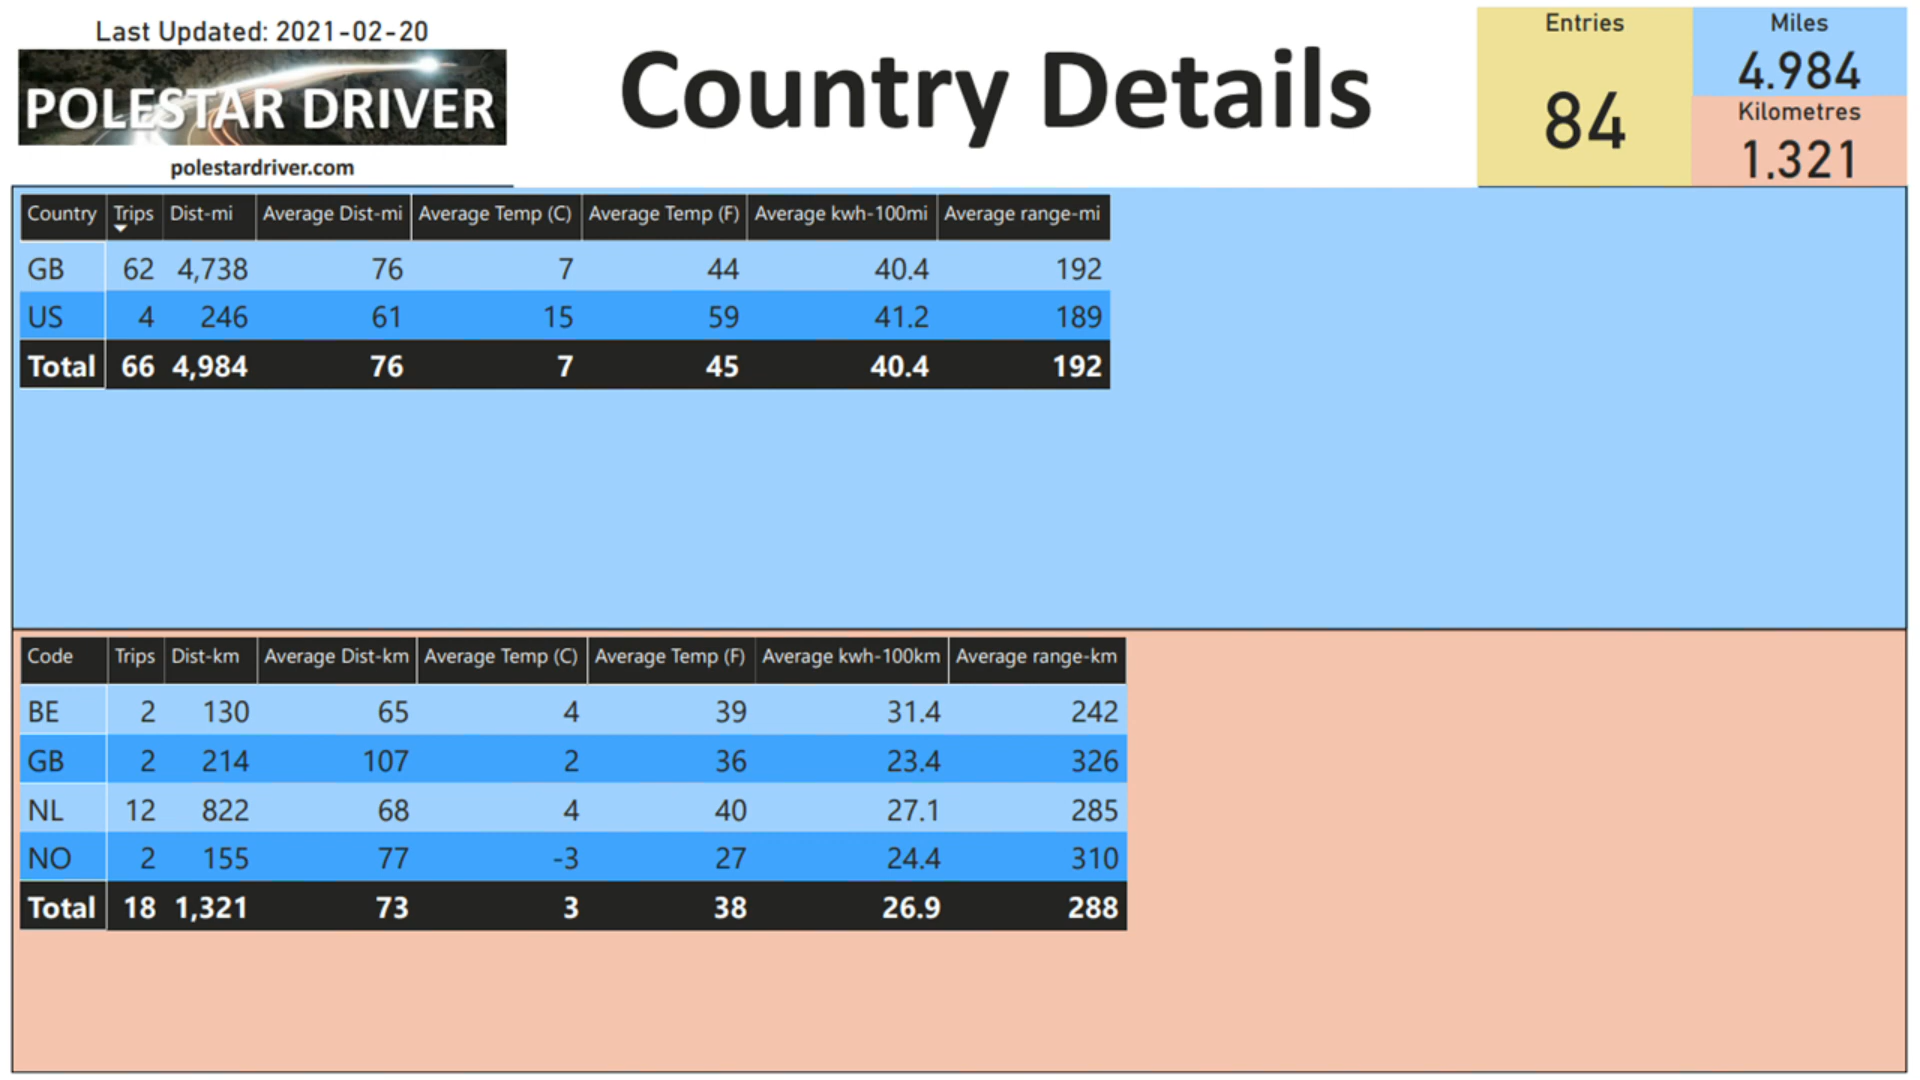 Last Updated: 2021-02-20
POLESTAR DRIVER
polestardriver.com
Country Details
Entries
84
Miles
4.984
Kilometres
1.321
Country Trips Dist-mi Average Dist-mi Average Temp (C) Average Temp (F) Average kwh-100mi Average range-mi
GB 62 4,738 76 7 44 40.4 192
US 4 246 61 15 59 41.2 189
Total 66 4,984 76 7 45 40.4 192
Code Trips Dist-km Average Dist-km Average Temp (C) Average Temp (F) Average kwh-100km Average range-km
BE 2 130 65 4 39 31.4 242
GB 2 214 107 2 36 23.4 326
NL 12 822 68 4 40 27.1 285
NO 2 155 77 -3 27 24.4 310
Total 18 1,321 73 3 38 26.9 288